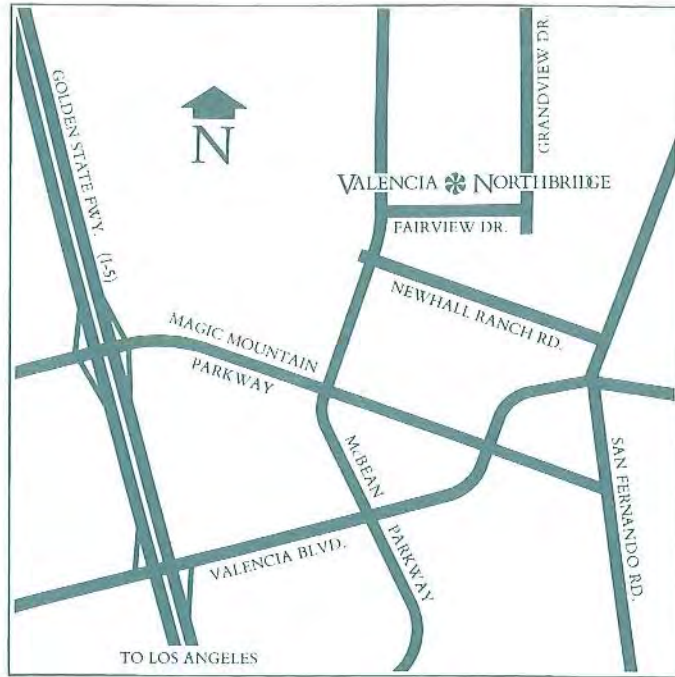 GOLDEN STATE FWY. (I-5)
N
GRANDVIEW DR.
VALENCIA NORTHBRIDGE
FAIRVIEW DR.
NEWHALL RANCH RD.
MAGIC MOUNTAIN
PARKWAY
McBEAN PARKWAY
SAN FERNANDO RD.
VALENCIA BLVD.
TO LOS ANGELES